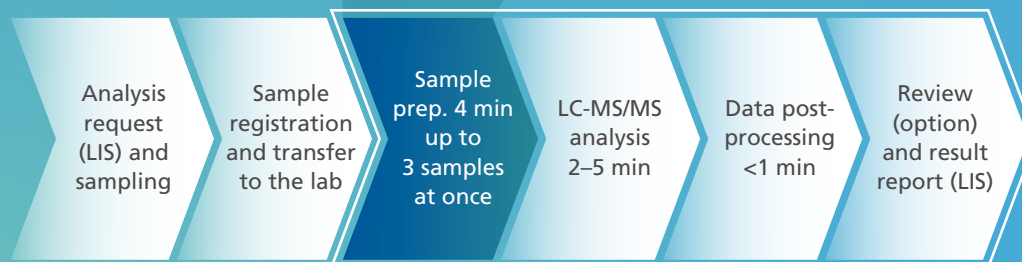 Analysis
request
(LIS) and
sampling
Sample
registration
and transfer
to the lab
Sample
prep. 4 min
up to
3 samples
at once
LC-MS/MS
analysis
2–5 min
Data post-
processing
<1 min
Review
(option)
and result
report (LIS)